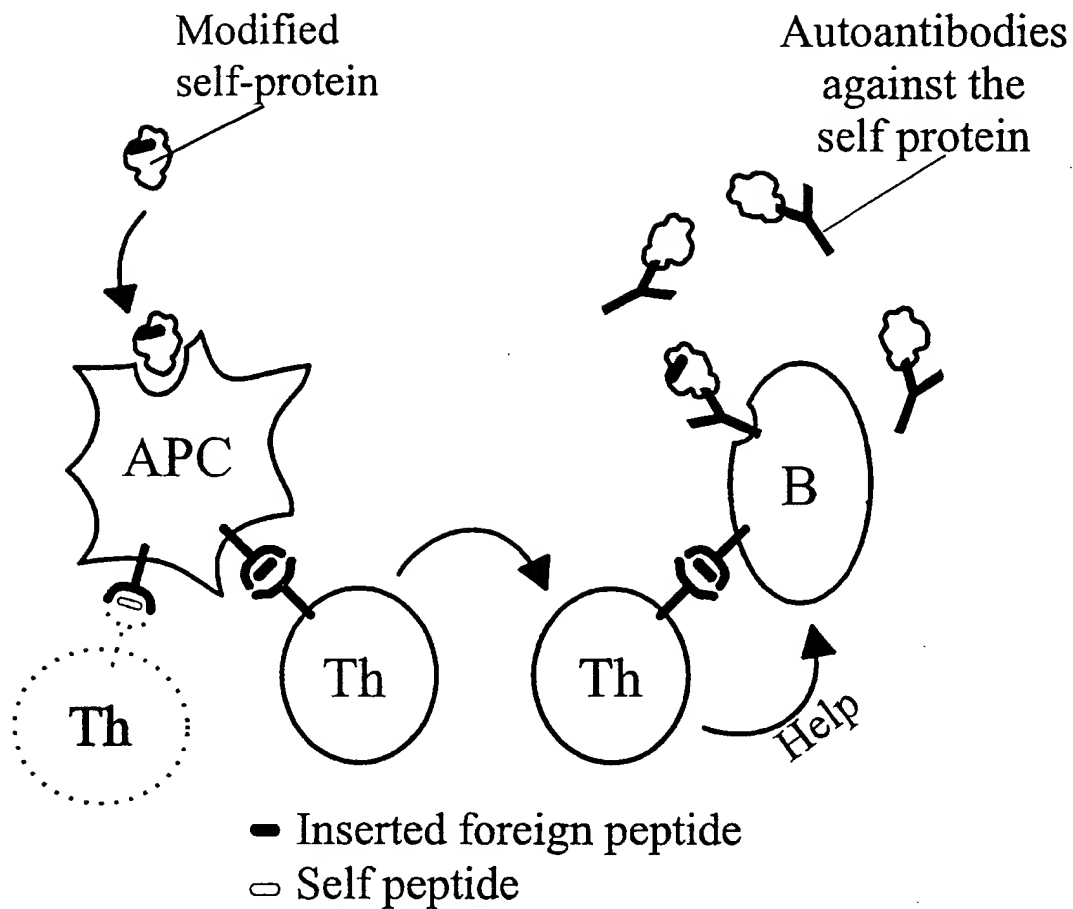 Modified
self-protein
Autoantibodies
against the
self protein
APC
B
Th
Th
Th
Help
Inserted foreign peptide
Self peptide